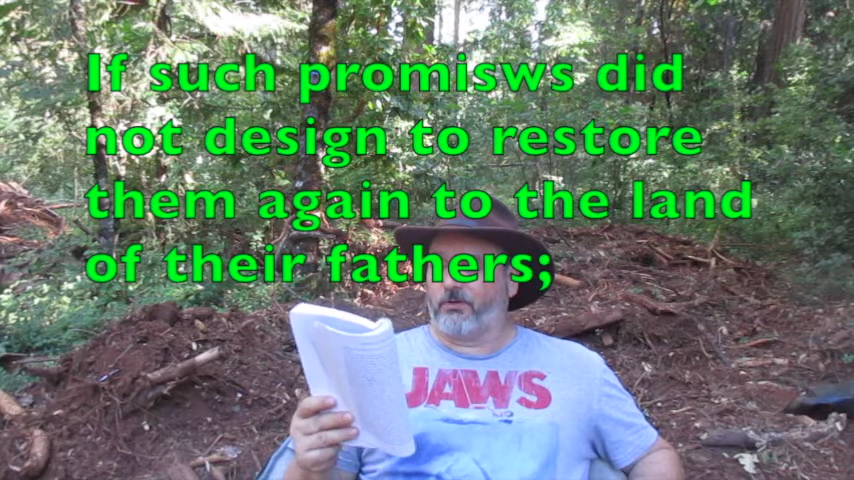 If such promisws did
not design to restore
them again to the land
of their fathers;
JAWS